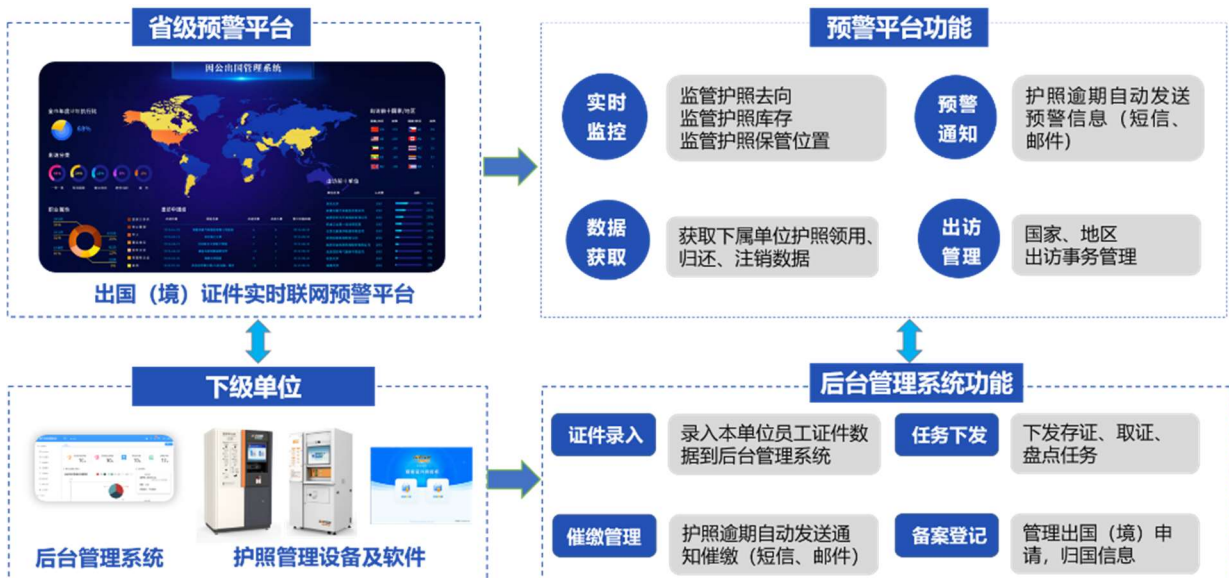 省级预警平台
因公出国管理系统
69%
出国（境）证件实时联网预警平台
预警平台功能
实时
监控
监管护照去向
监管护照库存
监管护照保管位置
预警
通知
护照逾期自动发送
预警信息（短信、
邮件）
数据
获取
获取下属单位护照领用、
归还、注销数据
出访
管理
国家、地区
出访事务管理
下级单位
后台管理系统
护照管理设备及软件
后台管理系统功能
证件录入
录入本单位员工证件数
据到后台管理系统
任务下发
下发存证、取证、
盘点任务
催缴管理
护照逾期自动发送通
知催缴（短信、邮件）
备案登记
管理出国（境）申
请，归国信息